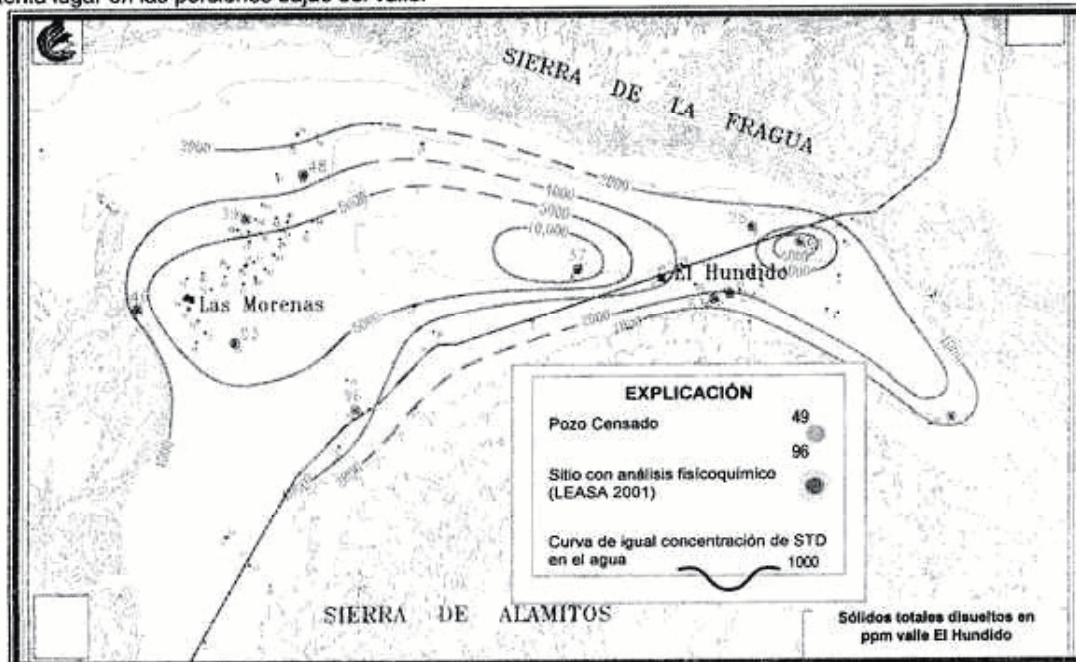 tenía lugar en las porciones bajas del valle.
SIERRA DE LA FRAGUA
2000
48
1000
5000
2000
5000
10,000
57
El Hundido
Las Morenas
5000
2000
1000
EXPLICACIÓN
Pozo Censado
49
96
Sitio con análisis fisicoquímico
(LEASA 2001)
Curva de igual concentración de STD
en el agua
1000
SIERRA DE ALAMITOS
Sólidos totales disueltos en
ppm valle El Hundido